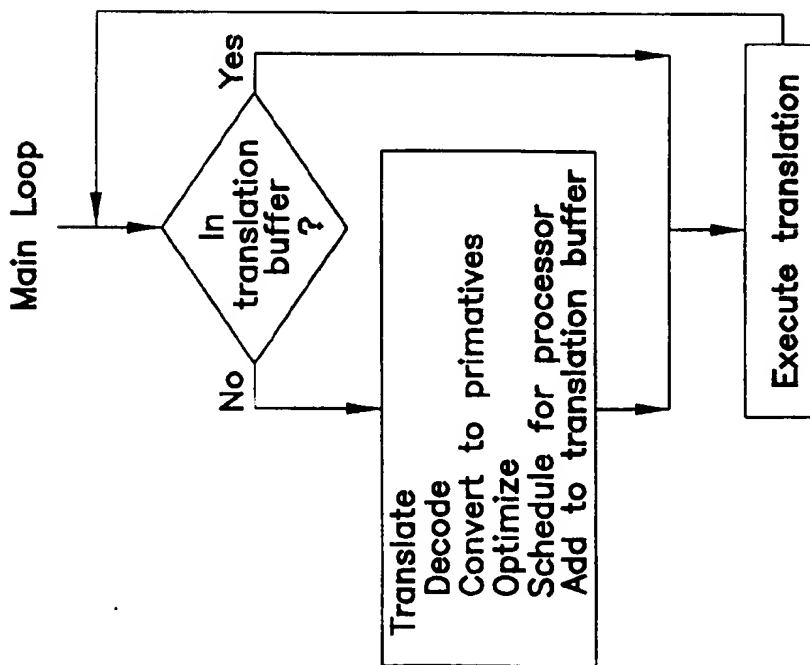 Main Loop
In
translation
buffer
?
Yes
No
Translate
Decode
Convert to primatives
Optimize
Schedule for processor
Add to translation buffer
Execute translation